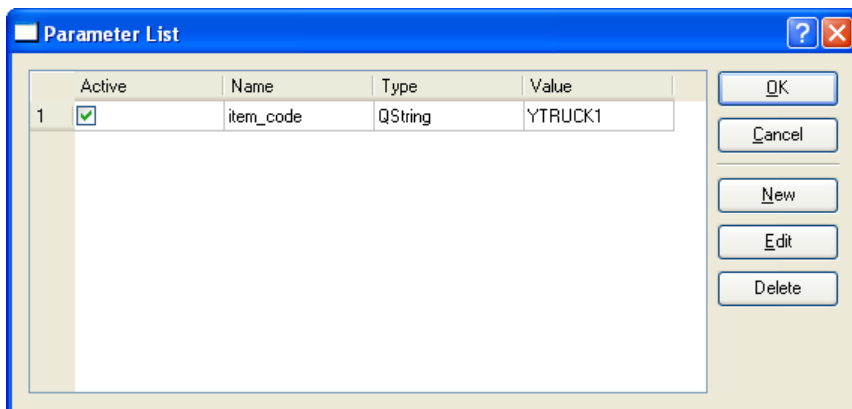 Parameter List
?
Active Name Type Value
1 item_code QString YTRUCK1
OK
Cancel
New
Edit
Delete